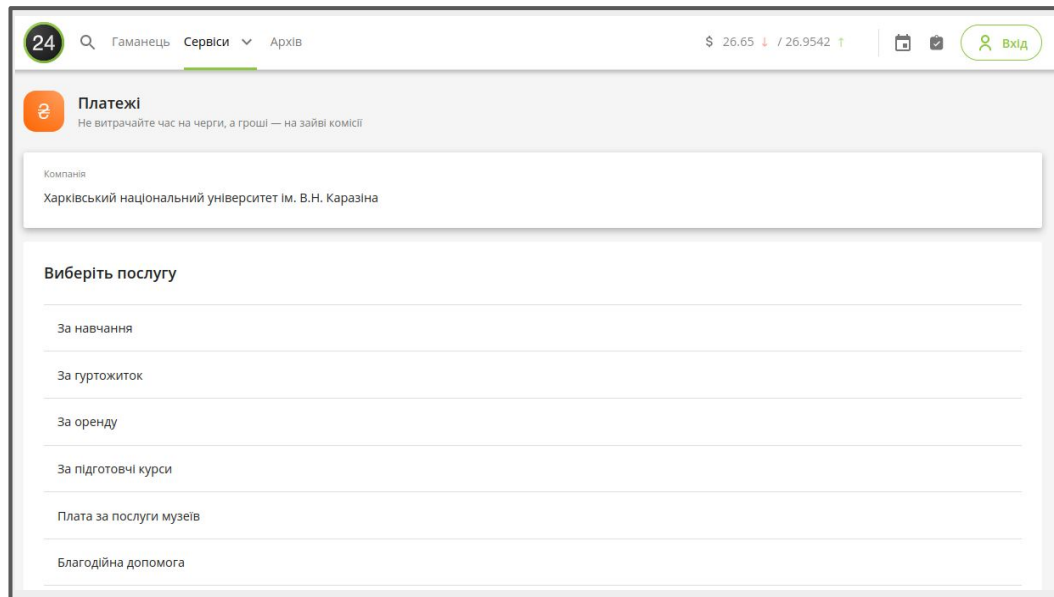 24 Гаманець Сервіси Архів $ 26.65 ↓ / 26.9542 ↑ Вхід
₴ Платежі
Не витрачайте час на черги, а гроші — на зайві комісії
Компанія
Харківський національний університет ім. В.Н. Каразіна
Виберіть послугу
За навчання
За гуртожиток
За оренду
За підготовчі курси
Плата за послуги музеїв
Благодійна допомога